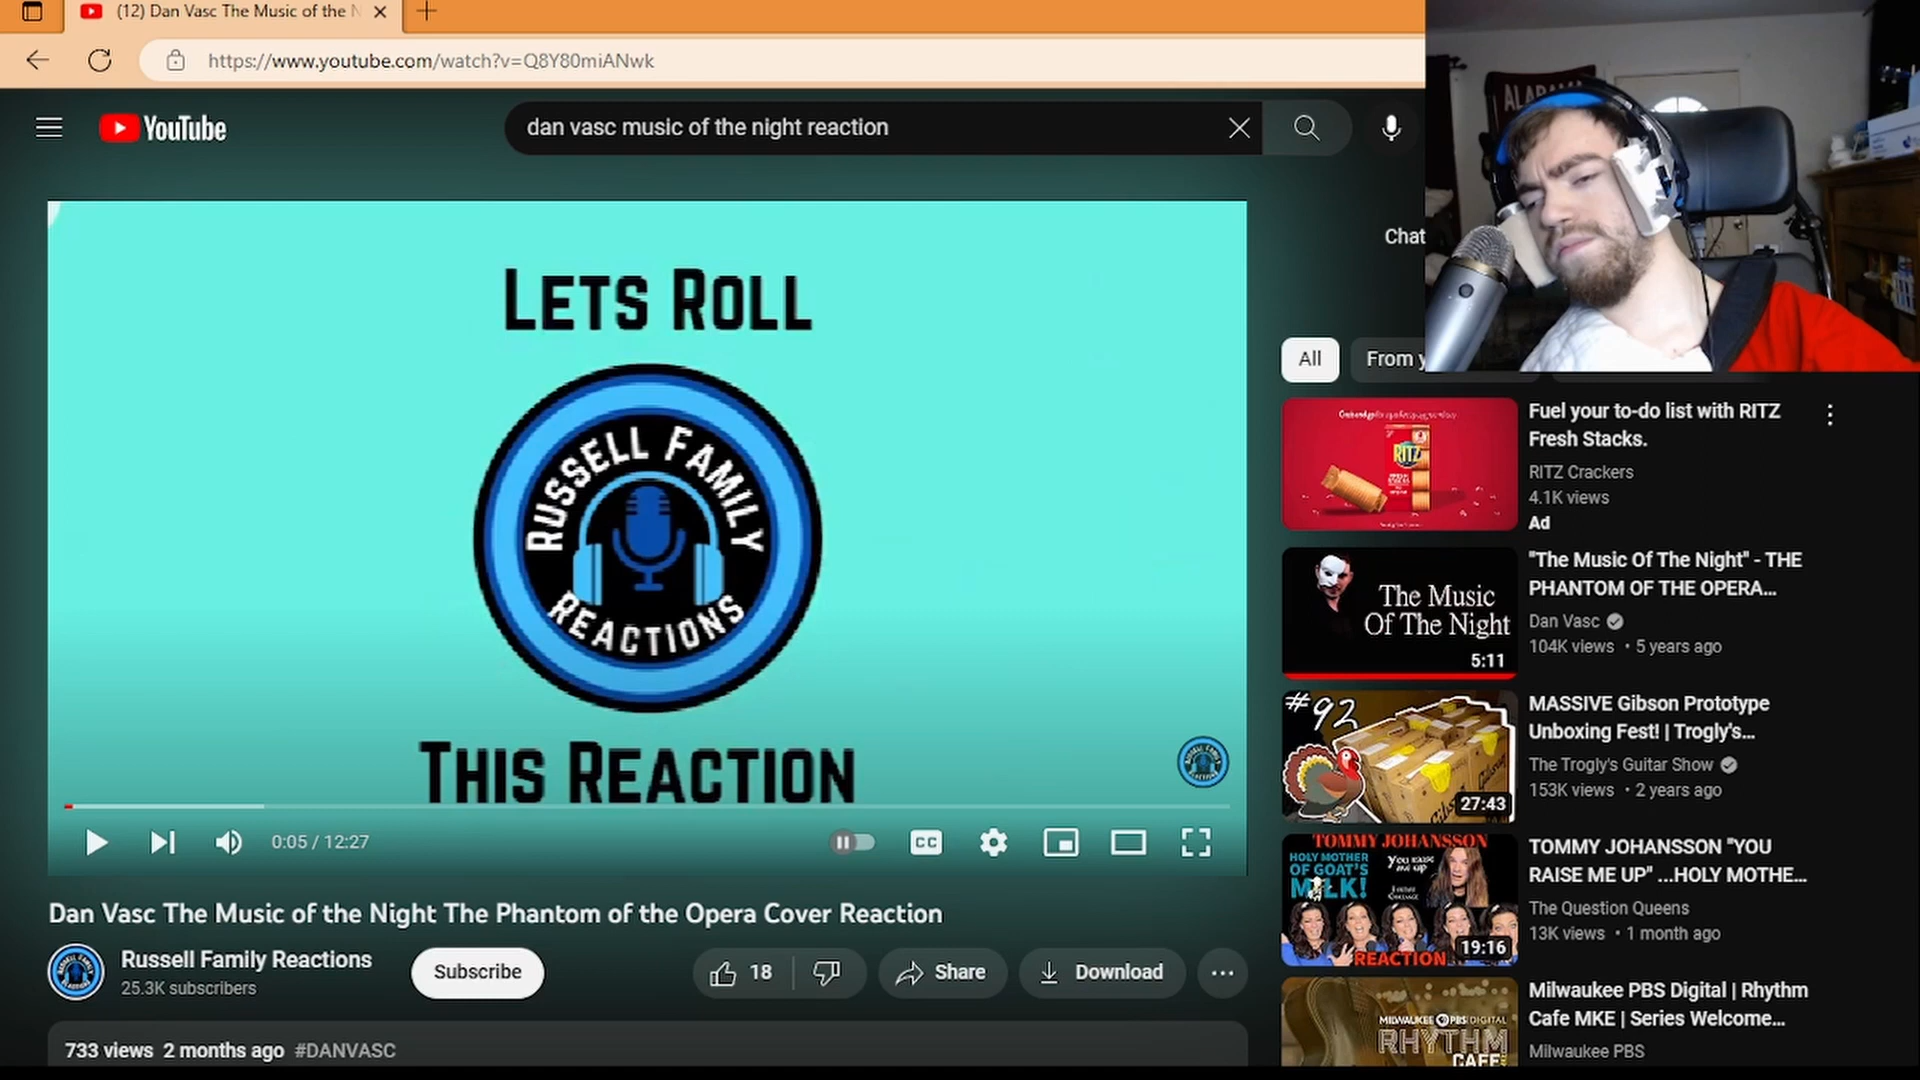 (12) Dan Vasc The Music of the N
https://www.youtube.com/watch?v=Q8Y80miANwk
YouTube
dan vasc music of the night reaction
ALABAMA
LETS ROLL
RUSSELL FAMILY
REACTIONS
THIS REACTION
0:05 / 12:27
CC
Dan Vasc The Music of the Night The Phantom of the Opera Cover Reaction
Russell Family Reactions
25.3K subscribers
Subscribe
18
Share
Download
733 views 2 months ago #DANVASC
Chat
All
From y
RITZ
Fuel your to-do list with RITZ
Fresh Stacks.
RITZ Crackers
4.1K views
Ad
The Music
Of The Night
5:11
"The Music Of The Night" - THE
PHANTOM OF THE OPERA...
Dan Vasc
104K views • 5 years ago
#92
27:43
MASSIVE Gibson Prototype
Unboxing Fest! | Trogly's...
The Trogly's Guitar Show
153K views • 2 years ago
TOMMY JOHANSSON
HOLY MOTHER
OF GOAT'S
MILK!
You raise
me up
REACTION
19:16
TOMMY JOHANSSON "YOU
RAISE ME UP" ...HOLY MOTHE...
The Question Queens
13K views • 1 month ago
MILWAUKEE PBS DIGITAL
RHYTHM
CAFE
Milwaukee PBS Digital | Rhythm
Cafe MKE | Series Welcome...
Milwaukee PBS